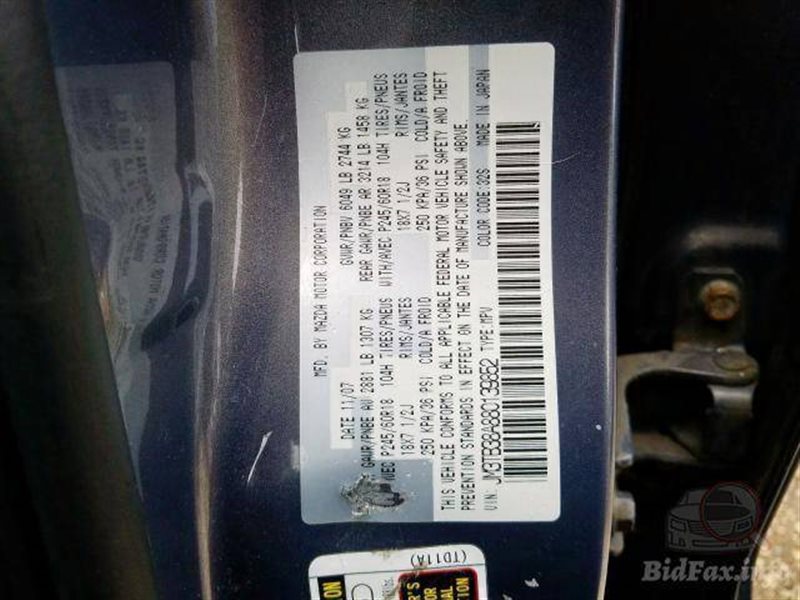 MFD. BY MAZDA MOTOR CORPORATION
DATE 11/07 GVWR/PNBV 6049 LB 2744 KG
GAWR/PNBE AV 2881 LB 1307 KG REAR GAWR/PNBE AR 3214 LB 1458 KG
AVEC P245/60R18 104H TIRES/PNEUS WITH/AVEC P245/60R18 104H TIRES/PNEUS
18X7 1/2J RIMS/JANTES 18X7 1/2J RIMS/JANTES
250 KPA/36 PSI COLD/A FROID 250 KPA/36 PSI COLD/A FROID
THIS VEHICLE CONFORMS TO ALL APPLICABLE FEDERAL MOTOR VEHICLE SAFETY AND THEFT
PREVENTION STANDARDS IN EFFECT ON THE DATE OF MANUFACTURE SHOWN ABOVE.
VIN: JM3TB38A880139852 TYPE:MPV COLOR CODE:32S MADE IN JAPAN
(TD11A)
BidFax.info